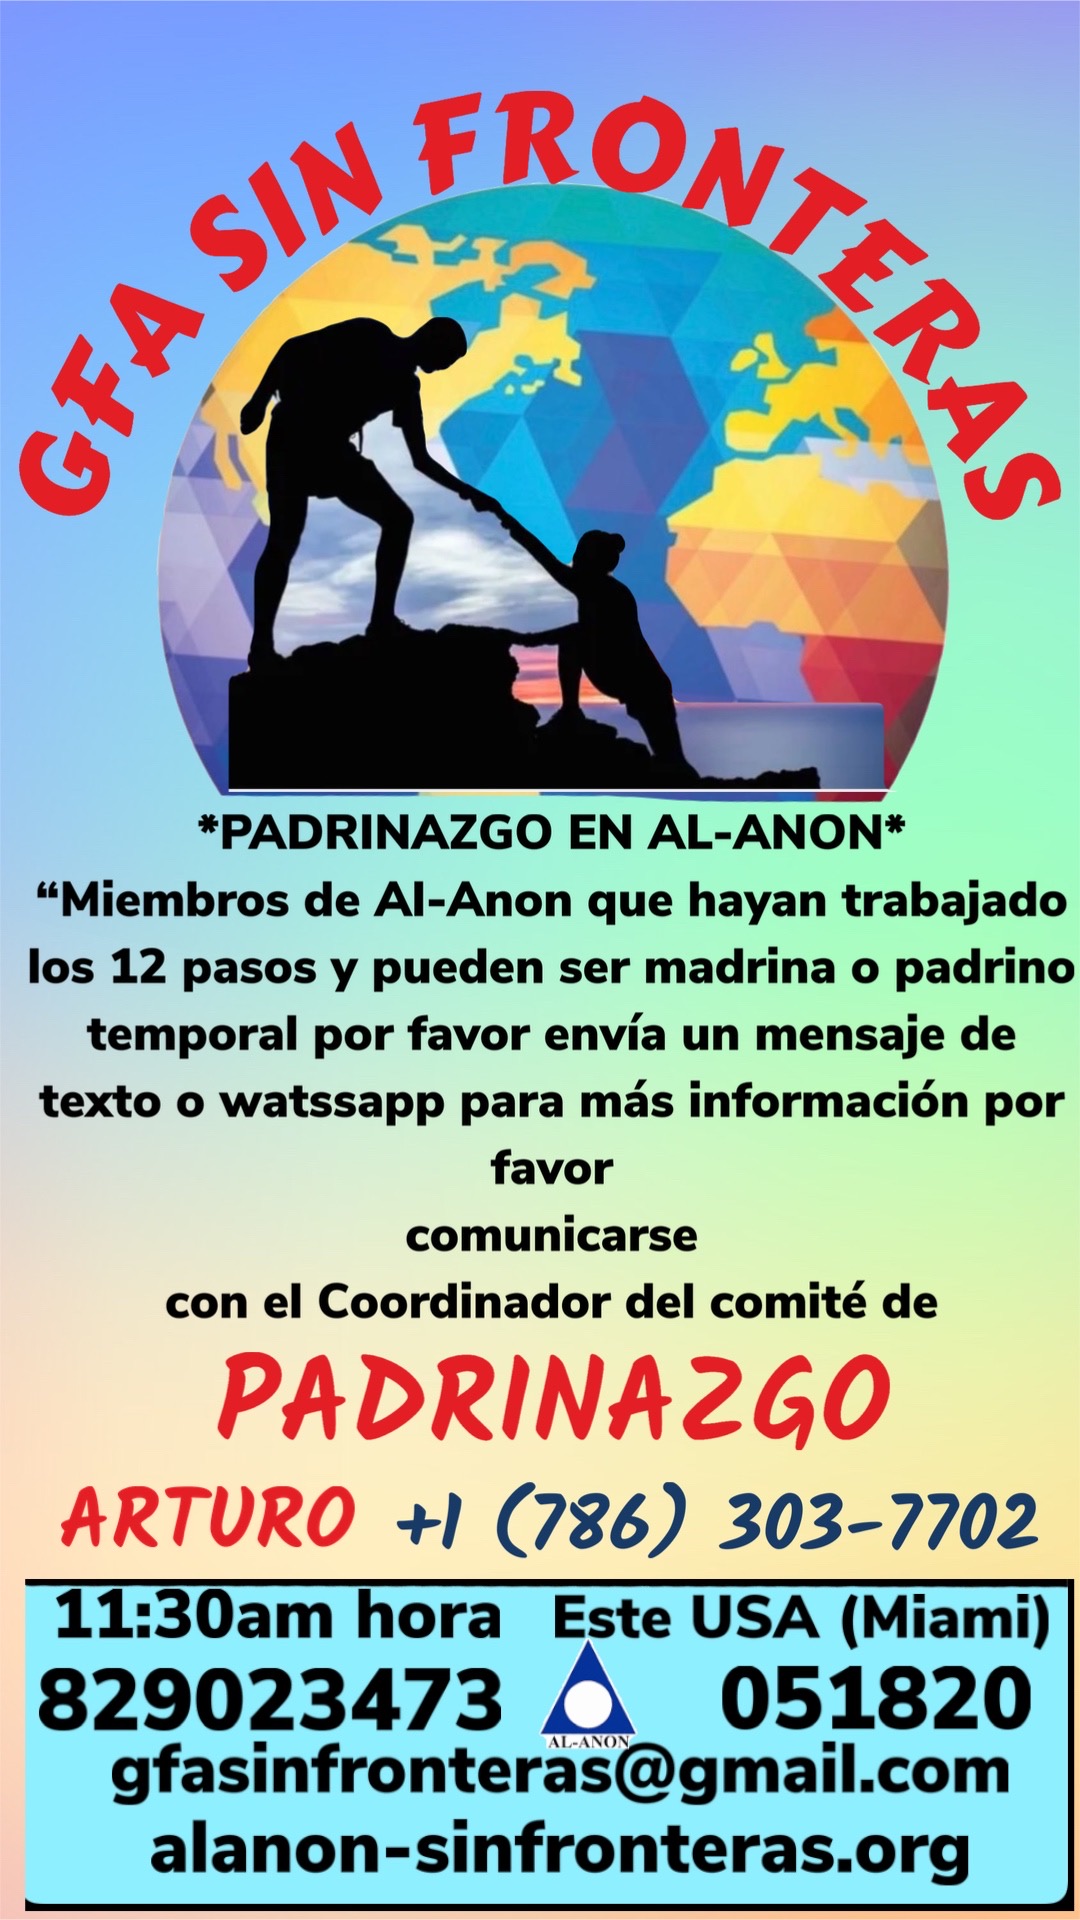 GFA SIN FRONTERAS
*PADRINAZGO EN AL-ANON*
“Miembros de Al-Anon que hayan trabajado
los 12 pasos y pueden ser madrina o padrino
temporal por favor envía un mensaje de
texto o watssapp para más información por
favor
comunicarse
con el Coordinador del comité de
PADRINAZGO
ARTURO +1 (786) 303-7702
11:30am hora Este USA (Miami)
829023473 051820
AL-ANON
gfasinfronteras@gmail.com
alanon-sinfronteras.org